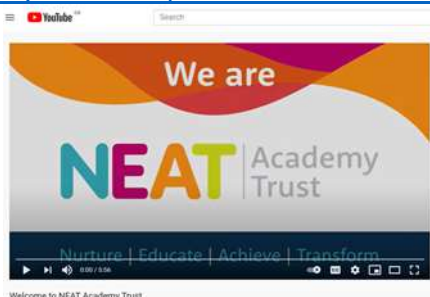 YouTube
Search
We are
NEAT Academy
Trust
Nurture | Educate | Achieve | Transform
0:00 / 5:56
Welcome to NEAT Academy Trust